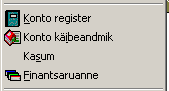 Konto register
Konto käibeandmik
Kasum
Finantsaruanne